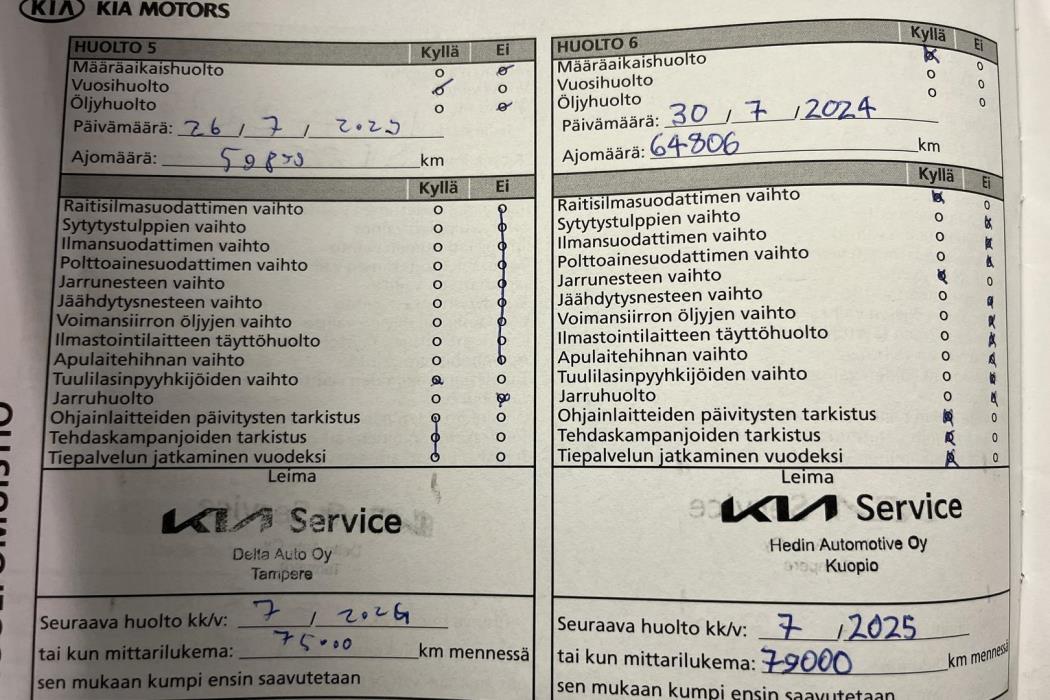 KIA KIA MOTORS
HUOLTO 5 Kyllä Ei
Määräaikaishuolto
Vuosihuolto
Öljyhuolto
Päivämäärä: 26 / 7 /
Ajomäärä: km
Kyllä Ei
Raitisilmasuodattimen vaihto
Sytytystulppien vaihto
Ilmansuodattimen vaihto
Polttoainesuodattimen vaihto
Jarrunesteen vaihto
Jäähdytysnesteen vaihto
Voimansiirron öljyjen vaihto
Ilmastointilaitteen täyttöhuolto
Apulaitehihnan vaihto
Tuulilasinpyyhkijöiden vaihto
Jarruhuolto
Ohjainlaitteiden päivitysten tarkistus
Tehdaskampanjoiden tarkistus
Tiepalvelun jatkaminen vuodeksi
Leima
KIA Service
Delta Auto Oy
Tampere
Seuraava huolto kk/v: 7 /
tai kun mittarilukema: 75000 km mennessä
sen mukaan kumpi ensin saavutetaan
HUOLTO 6 Kyllä Ei
Määräaikaishuolto
Vuosihuolto
Öljyhuolto
Päivämäärä: 30 / 7 / 2024
Ajomäärä: 64806 km
Kyllä Ei
Raitisilmasuodattimen vaihto
Sytytystulppien vaihto
Ilmansuodattimen vaihto
Polttoainesuodattimen vaihto
Jarrunesteen vaihto
Jäähdytysnesteen vaihto
Voimansiirron öljyjen vaihto
Ilmastointilaitteen täyttöhuolto
Apulaitehihnan vaihto
Tuulilasinpyyhkijöiden vaihto
Jarruhuolto
Ohjainlaitteiden päivitysten tarkistus
Tehdaskampanjoiden tarkistus
Tiepalvelun jatkaminen vuodeksi
Leima
KIA Service
Hedin Automotive Oy
Kuopio
Seuraava huolto kk/v: 7 / 2025
tai kun mittarilukema: 79000 km mennessä
sen mukaan kumpi ensin saavutetaan